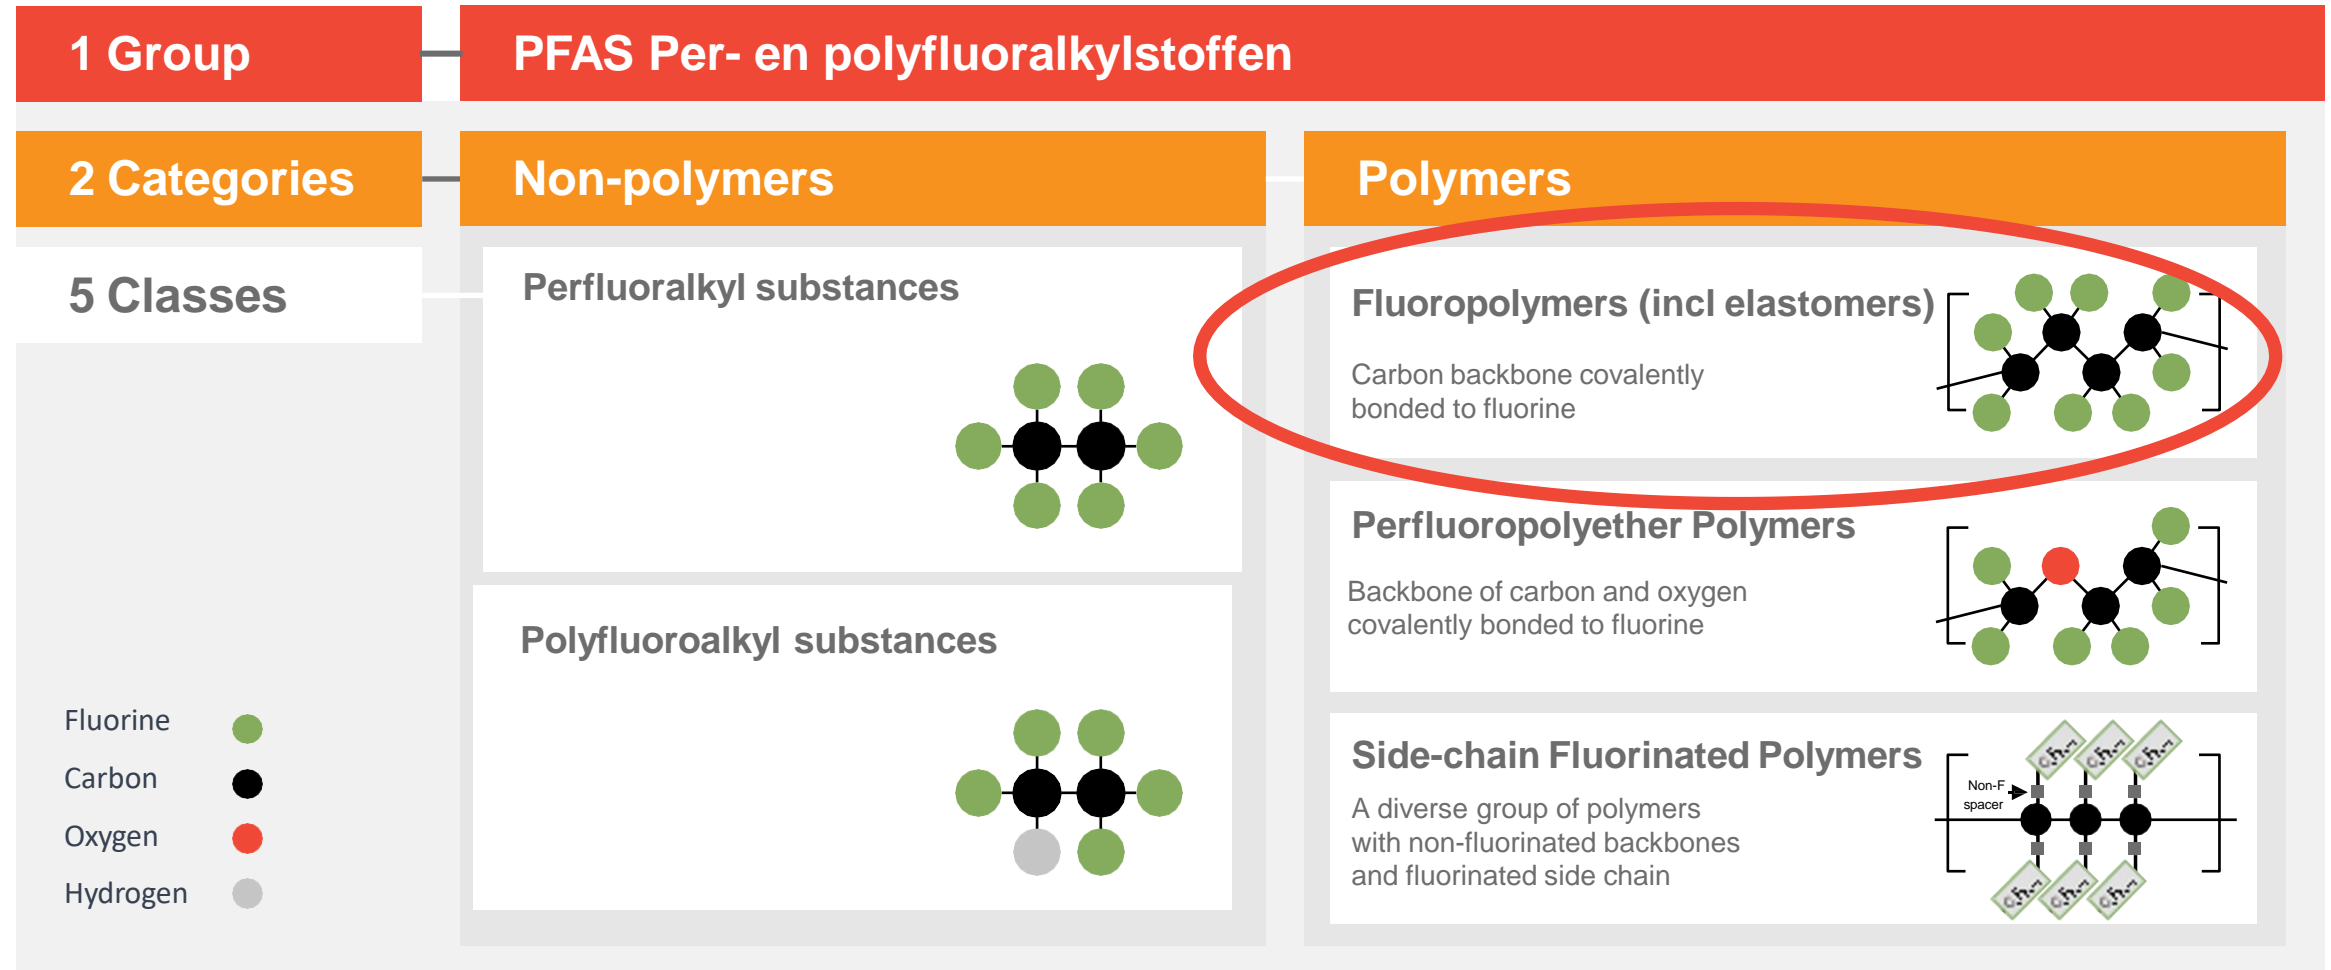 1 Group
PFAS Per- en polyfluoralkylstoffen
2 Categories
Non-polymers
Polymers
5 Classes
Perfluoralkyl substances
Polyfluoroalkyl substances
Fluoropolymers (incl elastomers)
Carbon backbone covalently
bonded to fluorine
Perfluoropolyether Polymers
Backbone of carbon and oxygen
covalently bonded to fluorine
Side-chain Fluorinated Polymers
A diverse group of polymers
with non-fluorinated backbones
and fluorinated side chain
Non-F
spacer
Fluorine
Carbon
Oxygen
Hydrogen